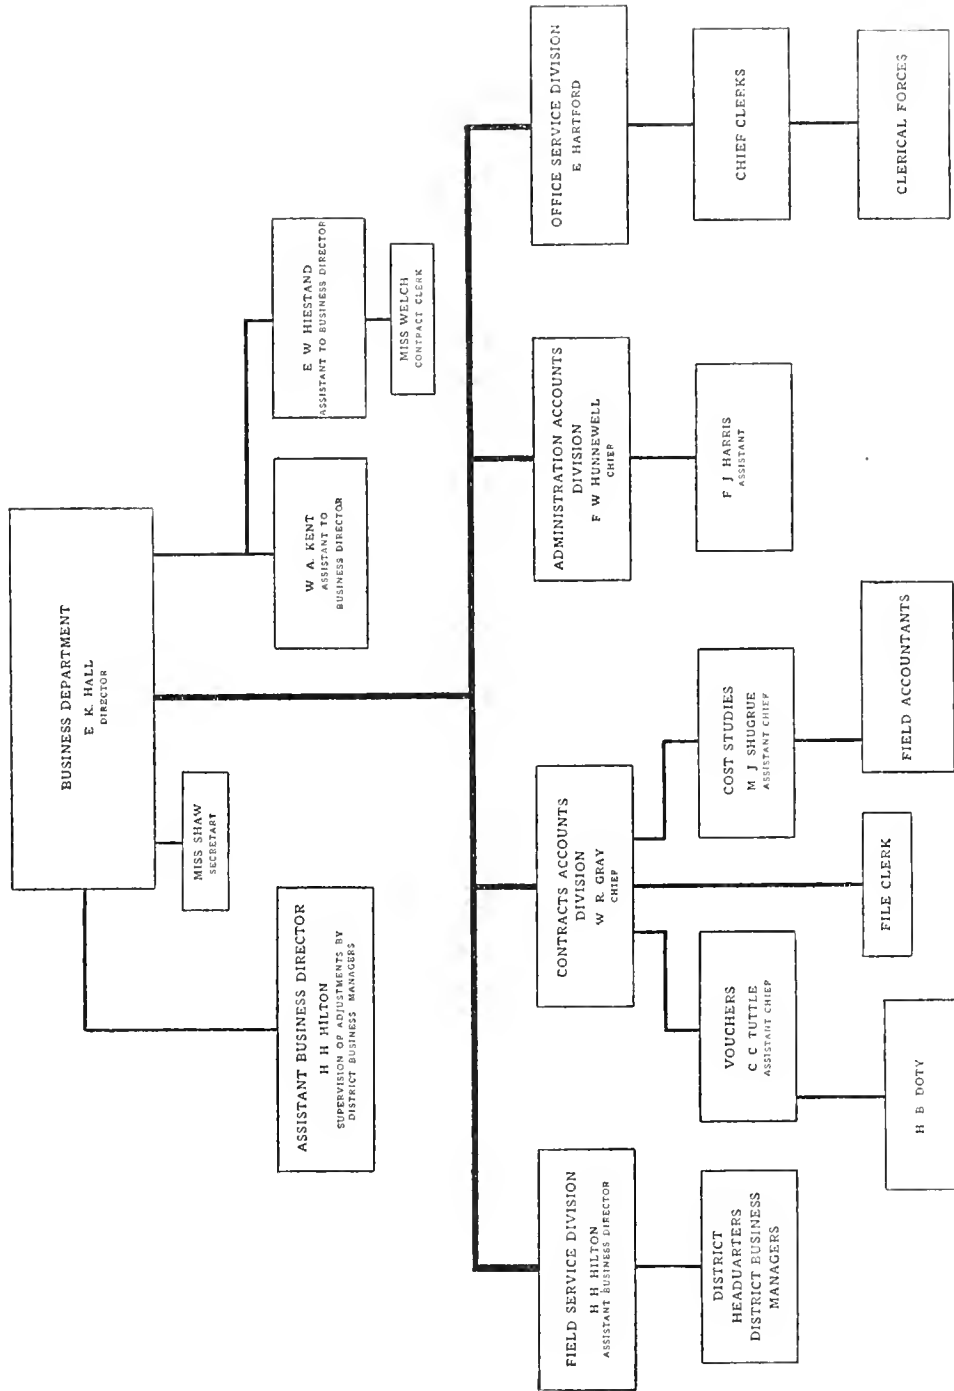 BUSINESS DEPARTMENT
E K. HALL
DIRECTOR
MISS SHAW
SECRETART
ASSISTANT BUSINESS DIRECTOR
H H HILTON
SUPERVISION OF ADJUSTMENTS BY
DISTRICT BUSINESS MANAGERS
W A. KENT
ASSISTANT TO
BUSINESS DIRECTOR
E W HIESTAND
ASSISTANT TO BUSINESS DIRECTOR
MISS WELCH
CONTRACT CLERK
FIELD SERVICE DIVISION
H H HILTON
ASSISTANT BUSINESS DIRECTOR
DISTRICT
HEADUARTERS
DISTRICT BUSINESS
MANAGERS
CONTRACTS ACCOUNTS
DIVISION
W R. GRAY
CHIEF
VOUCHERS
C C TUTTLE
ASSISTANT CHIEF
H B DOTY
FILE CLERK
COST STUDIES
M J SHUGRUE
ASSISTANT CHIEF
FIELD ACCOUNTANTS
ADMINISTRATION ACCOUNTS
DIVISION
F W HUNNEWELL
CHIEF
F J HARRIS
ASSISTANT
OFFICE SERVICE DIVISION
E HARTFORD
CHIEF CLERKS
CLERICAL FORCES